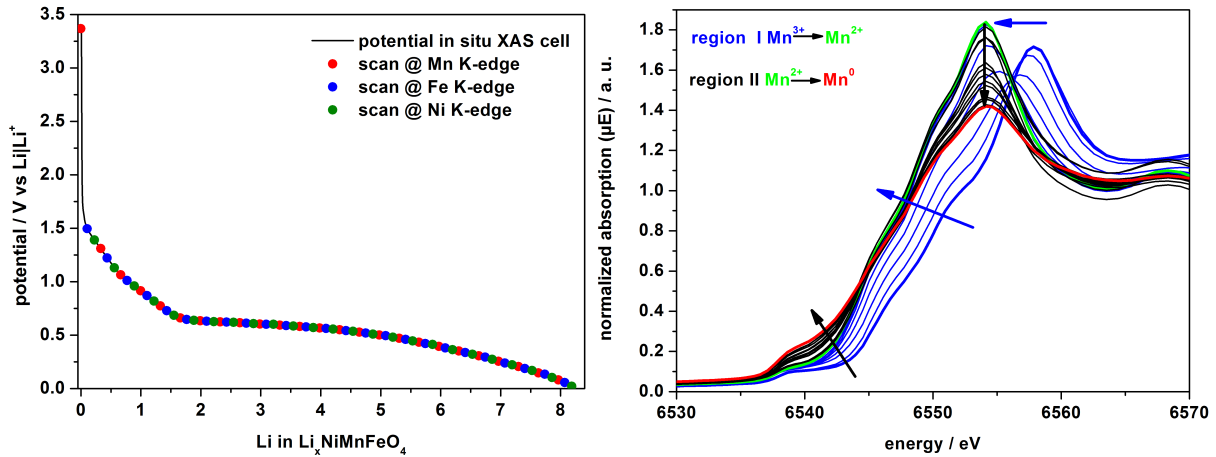 potential in situ XAS cell
scan @ Mn K-edge
scan @ Fe K-edge
scan @ Ni K-edge
potential / V vs Li|Li⁺
3.5
3.0
2.5
2.0
1.5
1.0
0.5
0.0
0 1 2 3 4 5 6 7 8
Li in LiₓNiMnFeO₄
region I Mn³⁺ → Mn²⁺
region II Mn²⁺ → Mn⁰
normalized absorption (μE) / a. u.
1.8
1.6
1.4
1.2
1.0
0.8
0.6
0.4
0.2
0.0
6530 6540 6550 6560 6570
energy / eV